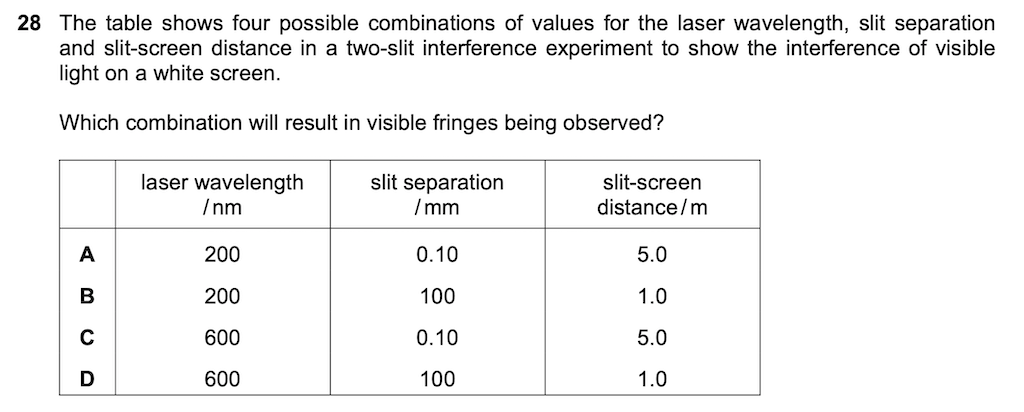 28 The table shows four possible combinations of values for the laser wavelength, slit separation
and slit-screen distance in a two-slit interference experiment to show the interference of visible
light on a white screen.
Which combination will result in visible fringes being observed?
laser wavelength / nm slit separation / mm slit-screen distance / m
A 200 0.10 5.0
B 200 100 1.0
C 600 0.10 5.0
D 600 100 1.0